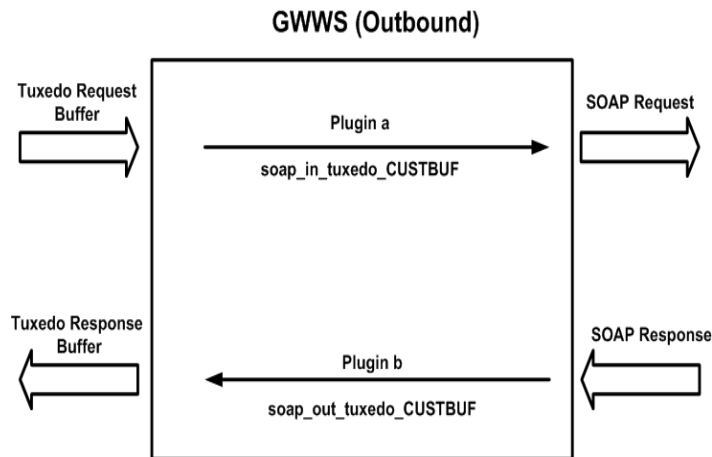 GWWS (Outbound)
Tuxedo Request
Buffer
Plugin a
soap_in_tuxedo_CUSTBUF
SOAP Request
Tuxedo Response
Buffer
Plugin b
soap_out_tuxedo_CUSTBUF
SOAP Response